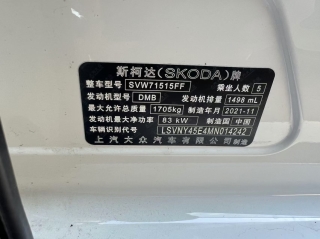 斯柯达(SKODA)牌
整车型号 SVW71515FF 乘坐人数 5
发动机型号 DMB 发动机排量 1498 mL
最大允许总质量 1705kg 制造年月 2021-11
发动机最大净功率 83 kW 制造国 中国
车辆识别代号 LSVNY45E4MN014242
上汽大众汽车有限公司 制造